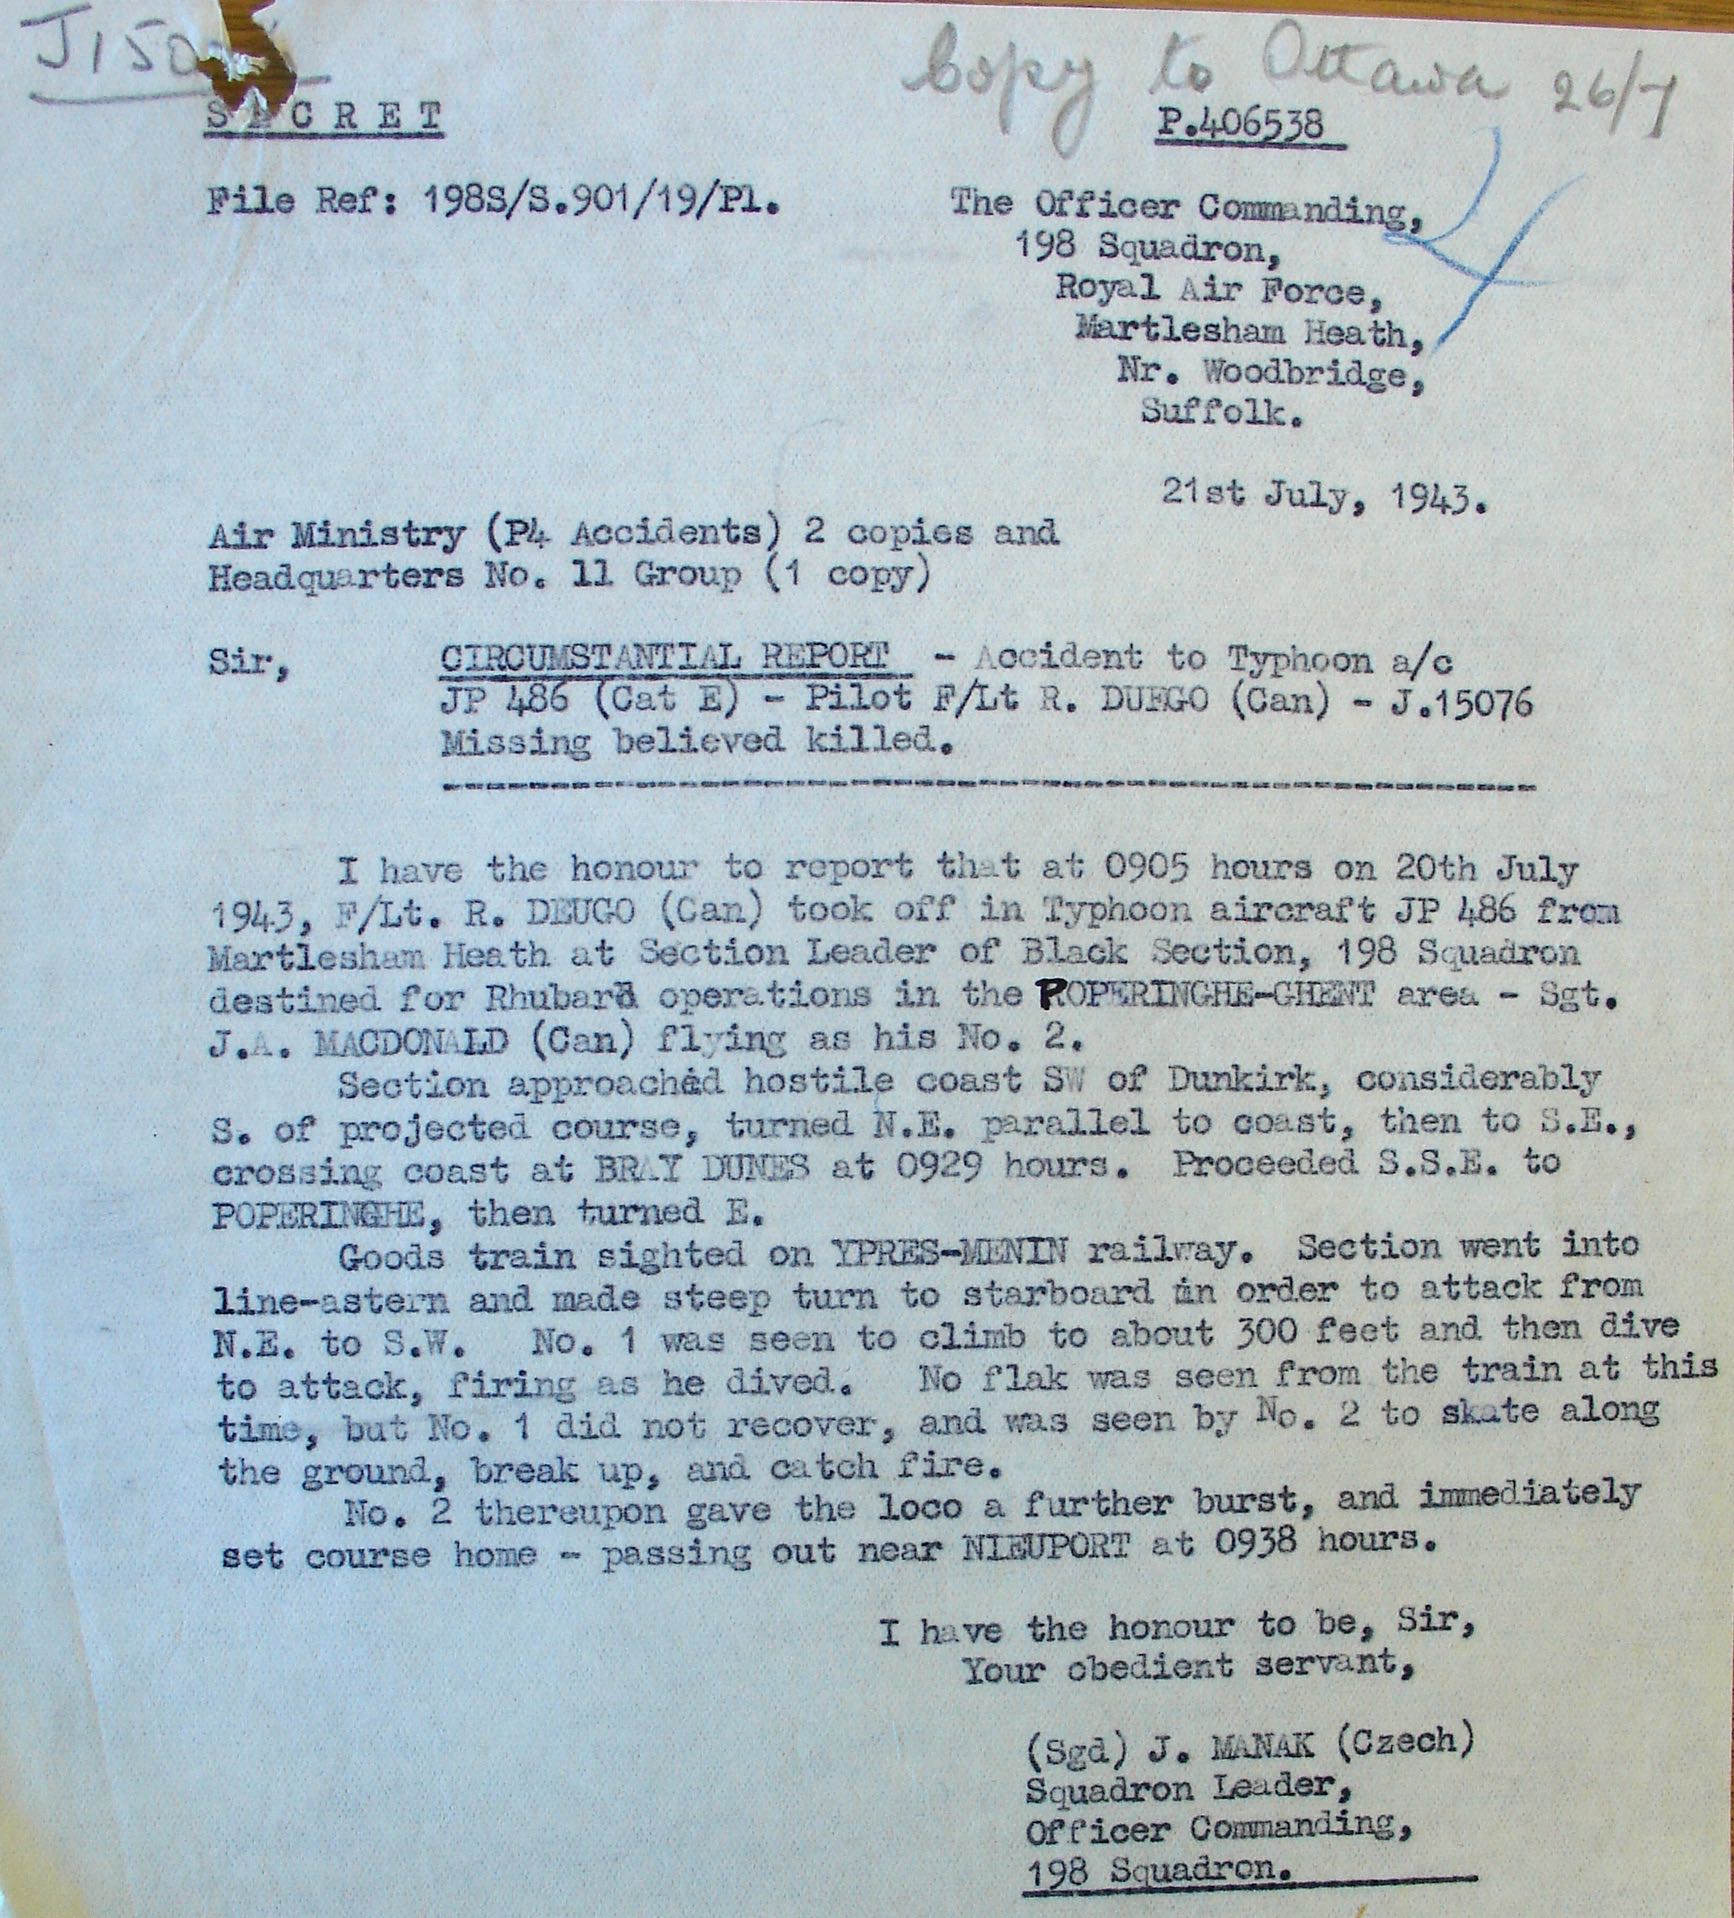 Copy to Ottawa 26/7
SECRET
P.406538
File Ref: 198S/S.901/19/Pl.
The Officer Commanding,
198 Squadron,
Royal Air Force,
Martlesham Heath,
Nr. Woodbridge,
Suffolk.
21st July, 1943.
Air Ministry (P4 Accidents) 2 copies and
Headquarters No. 11 Group (1 copy)
Sir, CIRCUMSTANTIAL REPORT - Accident to Typhoon a/c
JP 486 (Cat E) - Pilot F/Lt R. DUEGO (Can) - J.15076
Missing believed killed.
I have the honour to report that at 0905 hours on 20th July
1943, F/Lt. R. DEUGO (Can) took off in Typhoon aircraft JP 486 from
Martlesham Heath at Section Leader of Black Section, 198 Squadron
destined for Rhubard operations in the POPERINGHE-GHENT area - Sgt.
J.A. MACDONALD (Can) flying as his No. 2.
Section approached hostile coast SW of Dunkirk, considerably
S. of projected course, turned N.E. parallel to coast, then to S.E.,
crossing coast at BRAY DUNES at 0929 hours. Proceeded S.S.E. to
POPERINGHE, then turned E.
Goods train sighted on YPRES-MENIN railway. Section went into
line-astern and made steep turn to starboard in order to attack from
N.E. to S.W. No. 1 was seen to climb to about 300 feet and then dive
to attack, firing as he dived. No flak was seen from the train at this
time, but No. 1 did not recover, and was seen by No. 2 to skate along
the ground, break up, and catch fire.
No. 2 thereupon gave the loco a further burst, and immediately
set course home - passing out near NIEUPORT at 0938 hours.
I have the honour to be, Sir,
Your obedient servant,
(Sgd) J. MANAK (Czech)
Squadron Leader,
Officer Commanding,
198 Squadron.